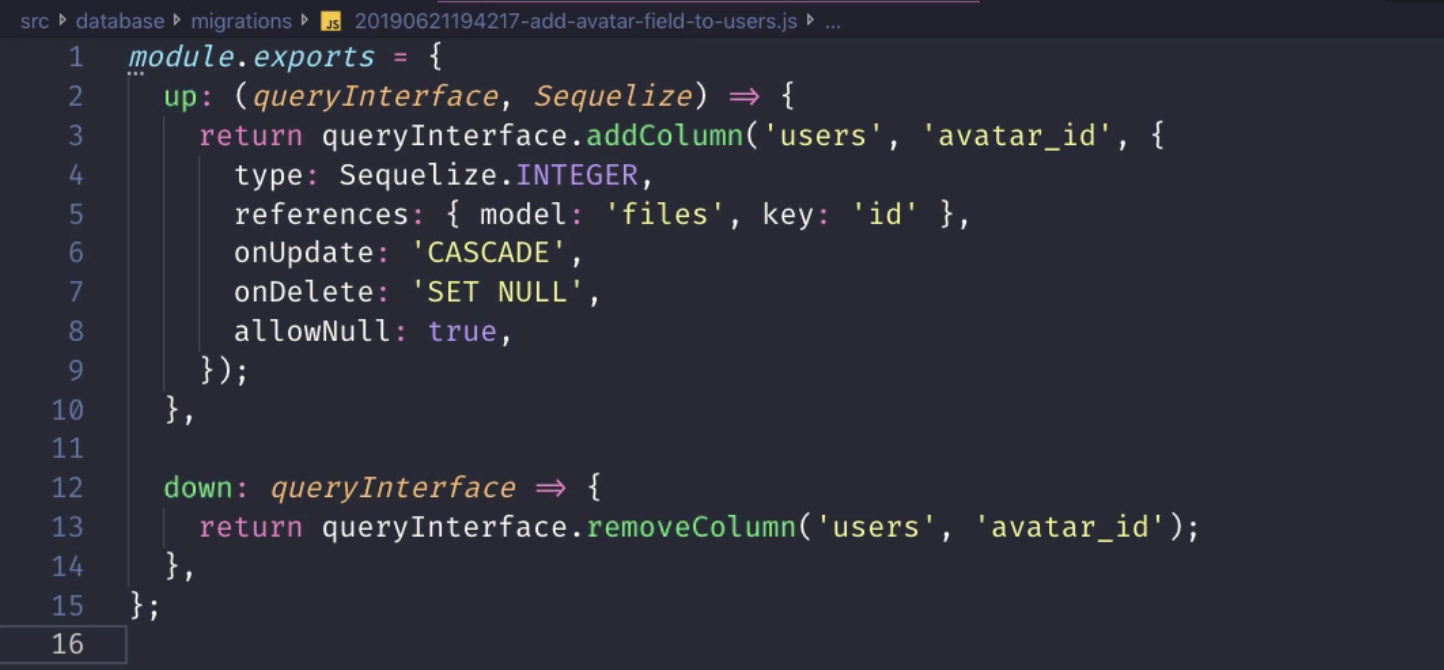 src database migrations JS 20190621194217-add-avatar-field-to-users.js ...
1 module.exports = {
2   up: (queryInterface, Sequelize) => {
3     return queryInterface.addColumn('users', 'avatar_id', {
4       type: Sequelize.INTEGER,
5       references: { model: 'files', key: 'id' },
6       onUpdate: 'CASCADE',
7       onDelete: 'SET NULL',
8       allowNull: true,
9     });
10   },
11
12   down: queryInterface => {
13     return queryInterface.removeColumn('users', 'avatar_id');
14   },
15 };
16